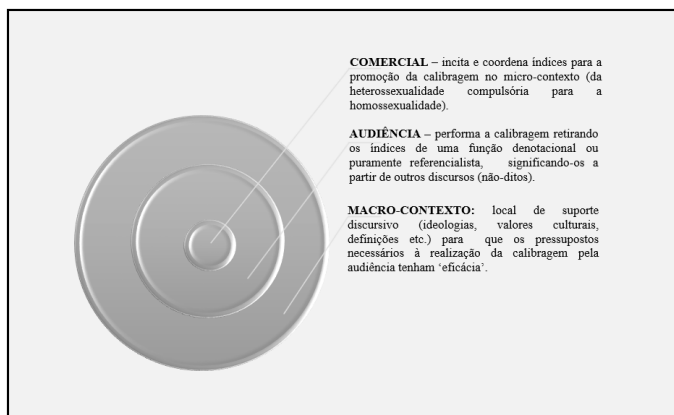 COMERCIAL – incita e coordena índices para a
promoção da calibragem no micro-contexto (da
heterossexualidade compulsória para a
homossexualidade).
AUDIÊNCIA – performa a calibragem retirando
os índices de uma função denotacional ou
puramente referencialista, significando-os a
partir de outros discursos (não-ditos).
MACRO-CONTEXTO: local de suporte
discursivo (ideologias, valores culturais,
definições etc.) para que os pressupostos
necessários à realização da calibragem pela
audiência tenham ‘eficácia’.